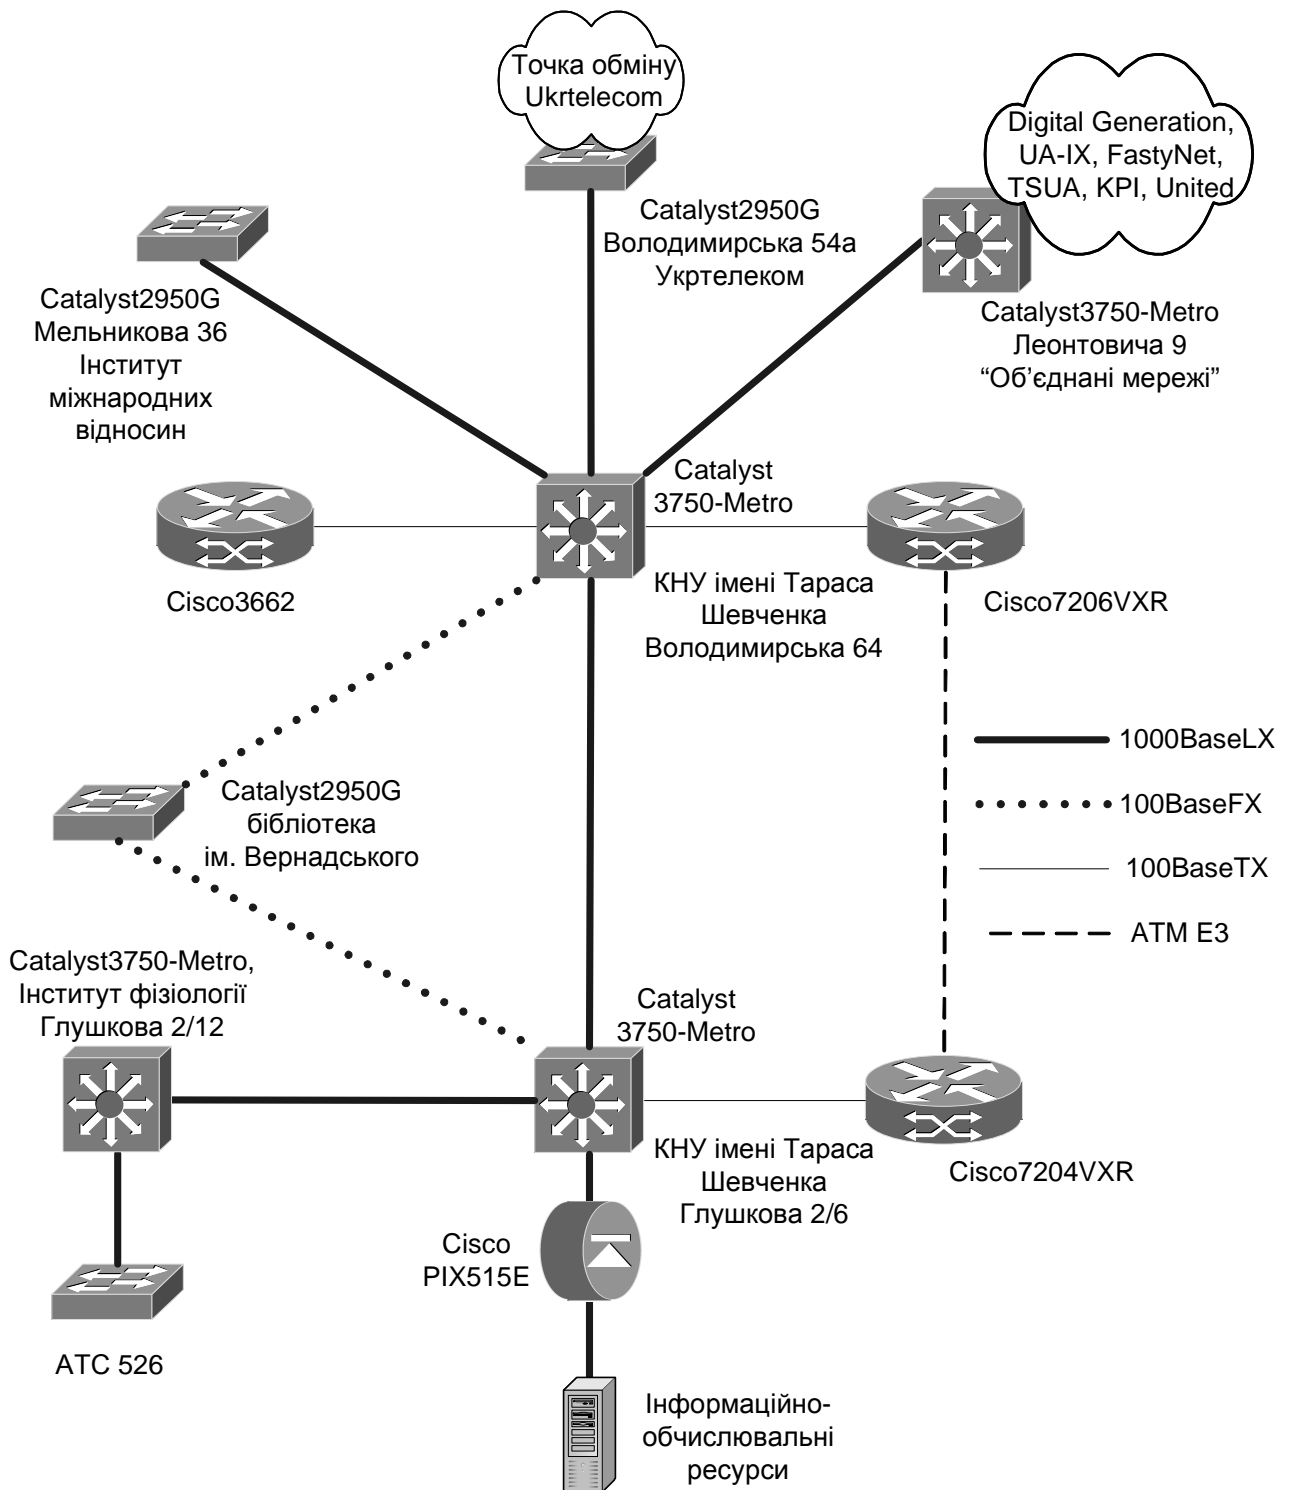 Точка обміну
Ukrtelecom
Digital Generation,
UA-IX, FastyNet,
TSUA, KPI, United
Catalyst2950G
Володимирська 54а
Укртелеком
Catalyst2950G
Мельникова 36
Інститут
міжнародних
відносин
Catalyst3750-Metro
Леонтовича 9
“Об’єднані мережі”
Catalyst
3750-Metro
Cisco3662
КНУ імені Тараса
Шевченка
Володимирська 64
Cisco7206VXR
1000BaseLX
100BaseFX
100BaseTX
ATM E3
Catalyst2950G
бібліотека
ім. Вернадського
Catalyst3750-Metro,
Інститут фізіології
Глушкова 2/12
Catalyst
3750-Metro
КНУ імені Тараса
Шевченка
Глушкова 2/6
Cisco7204VXR
Cisco
PIX515E
АТС 526
Інформаційно-
обчислювальні
ресурси